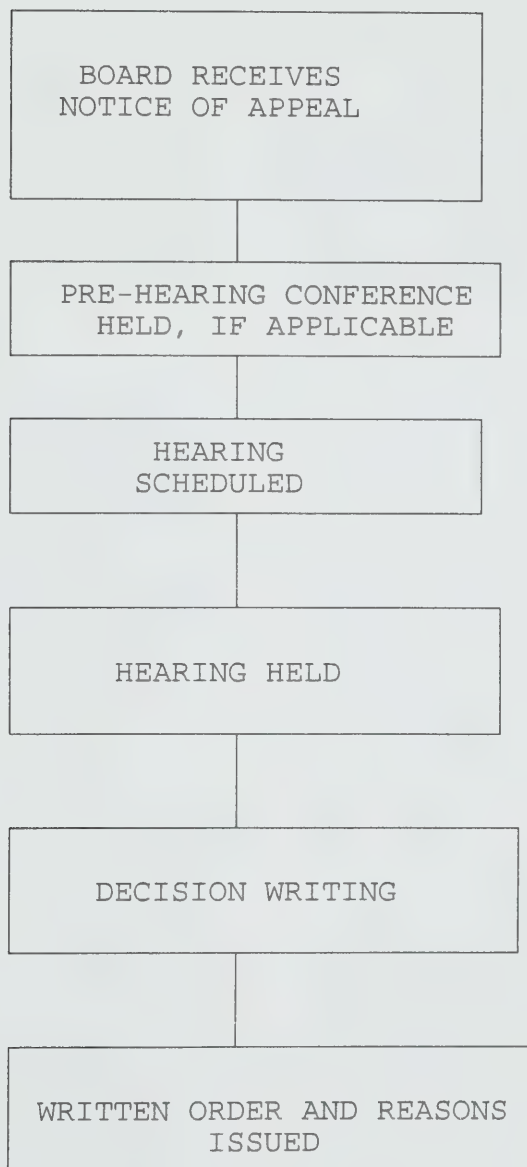 BOARD RECEIVES
NOTICE OF APPEAL
PRE-HEARING CONFERENCE
HELD, IF APPLICABLE
HEARING
SCHEDULED
HEARING HELD
DECISION WRITING
WRITTEN ORDER AND REASONS
ISSUED